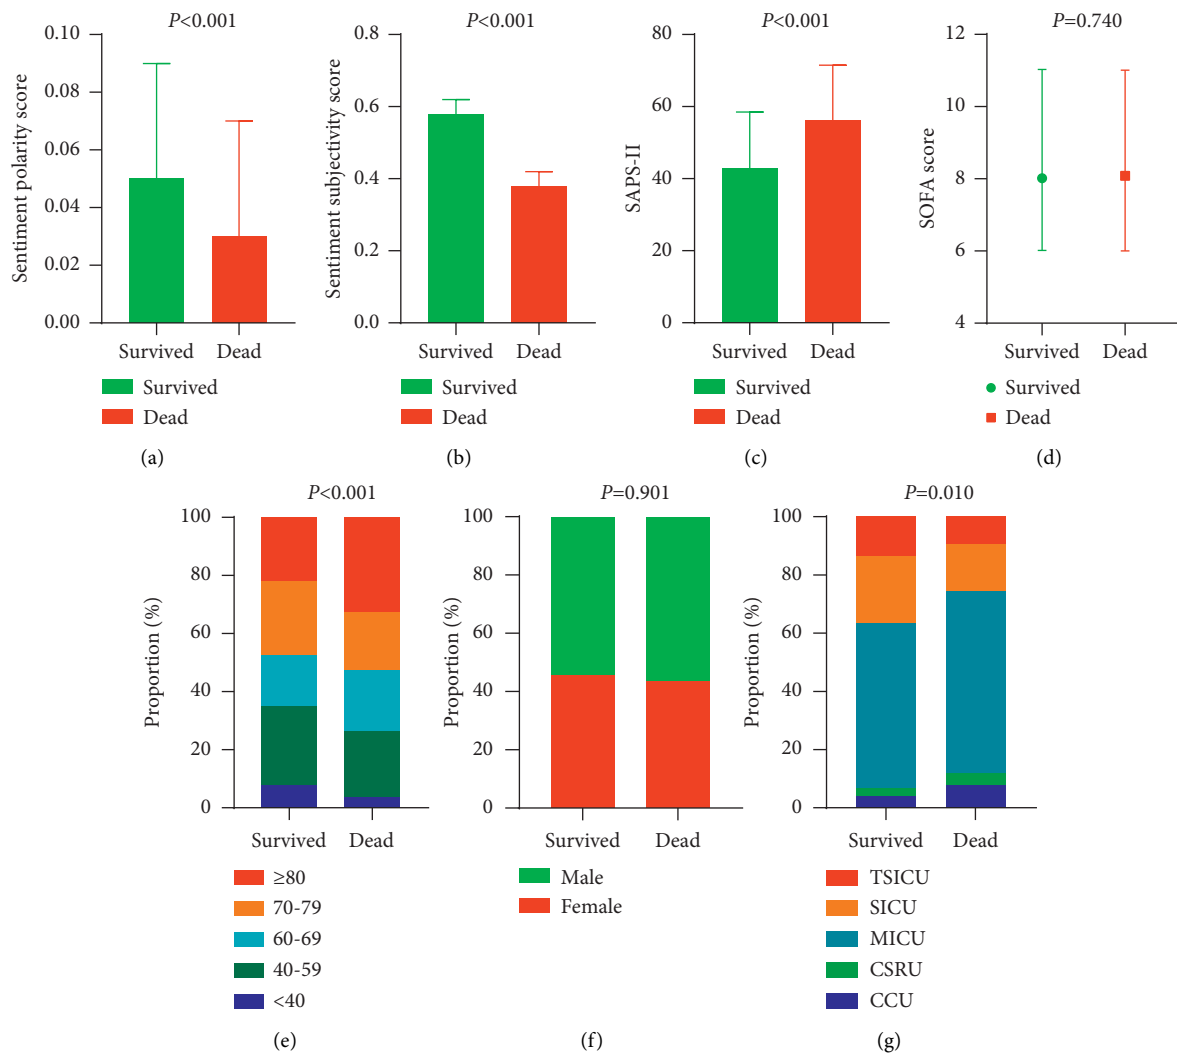 P<0.001
Sentiment polarity score
0.10
0.08
0.06
0.04
0.02
0.00
Survived Dead
Survived
Dead
(a)
P<0.001
Sentiment subjectivity score
0.8
0.6
0.4
0.2
0.0
Survived Dead
Survived
Dead
(b)
P<0.001
SAPS-II
80
60
40
20
0
Survived Dead
Survived
Dead
(c)
P=0.740
SOFA score
12
10
8
6
4
Survived Dead
Survived
Dead
(d)
P<0.001
Proportion (%)
100
80
60
40
20
0
Survived Dead
≥80
70-79
60-69
40-59
<40
(e)
P=0.901
Proportion (%)
100
80
60
40
20
0
Survived Dead
Male
Female
(f)
P=0.010
Proportion (%)
100
80
60
40
20
0
Survived Dead
TSICU
SICU
MICU
CSRU
CCU
(g)